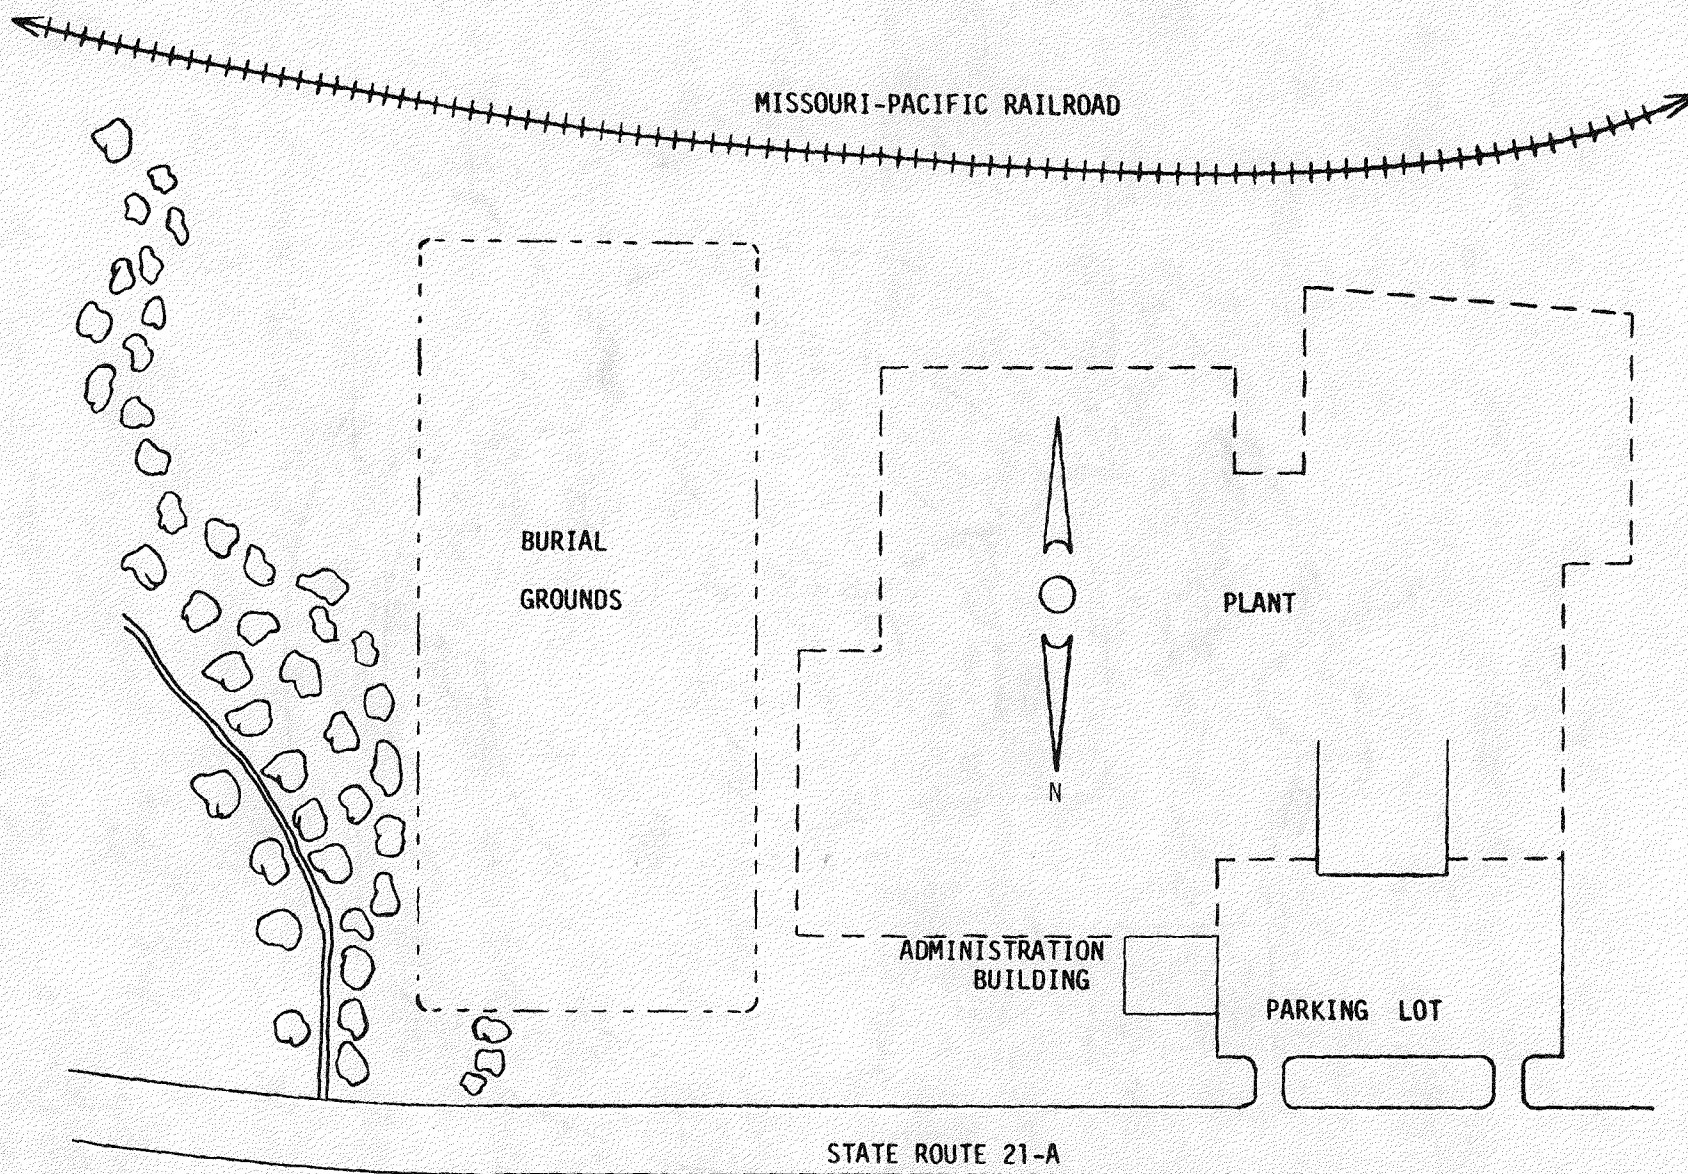 MISSOURI-PACIFIC RAILROAD
BURIAL
GROUNDS
PLANT
N
ADMINISTRATION
BUILDING
PARKING LOT
STATE ROUTE 21-A